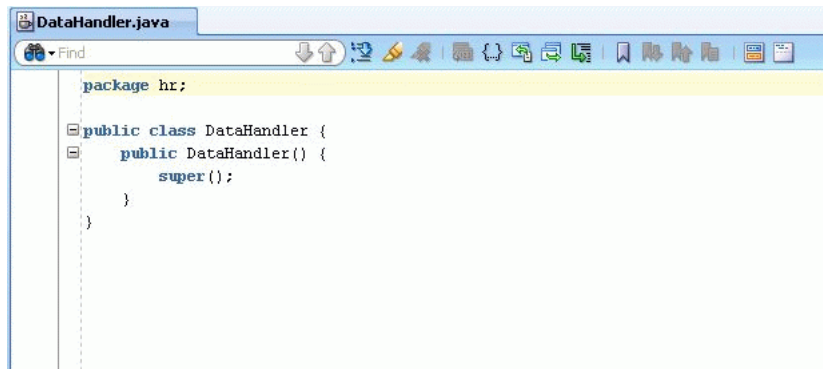 DataHandler.java
Find
package hr;
public class DataHandler {
public DataHandler() {
super();
}
}